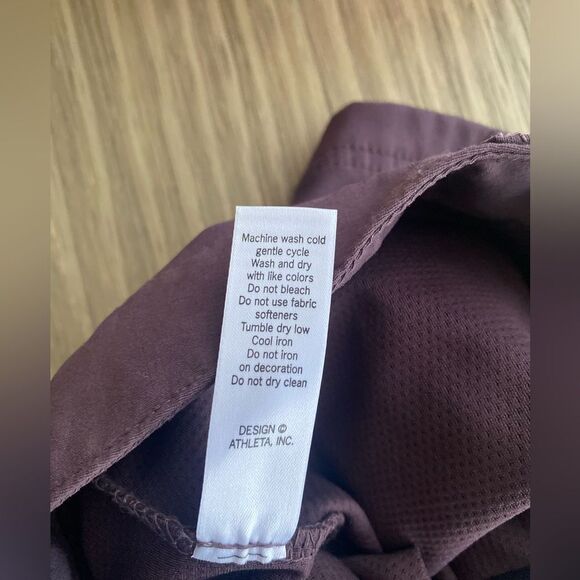 Machine wash cold
gentle cycle
Wash and dry
with like colors
Do not bleach
Do not use fabric
softeners
Tumble dry low
Cool iron
Do not iron
on decoration
Do not dry clean
DESIGN ©
ATHLETA, INC.